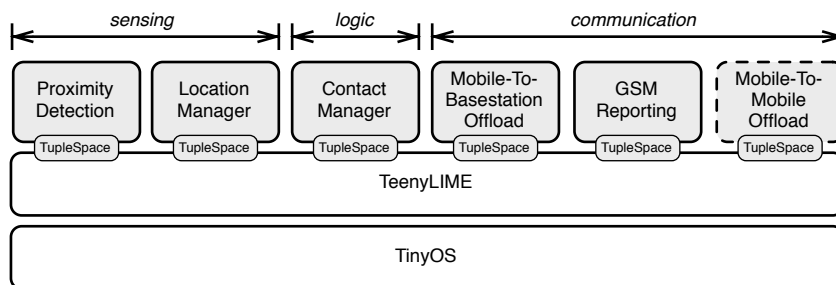 sensing
logic
communication
Proximity
Detection
Location
Manager
Contact
Manager
Mobile-To-
Basestation
Offload
GSM
Reporting
Mobile-To-
Mobile
Offload
TupleSpace
TupleSpace
TupleSpace
TupleSpace
TupleSpace
TupleSpace
TeenyLIME
TinyOS